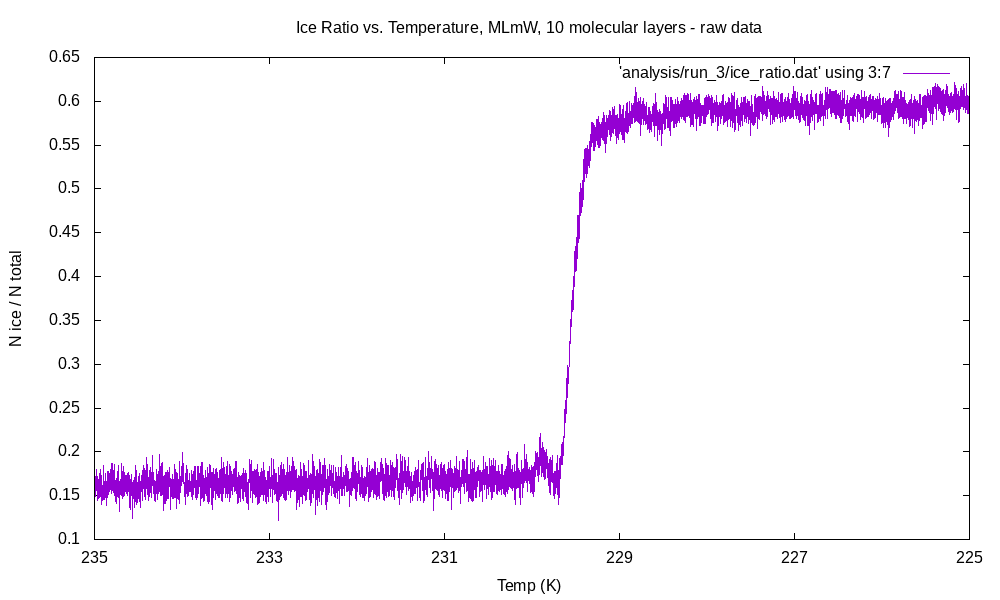 Ice Ratio vs. Temperature, MLmW, 10 molecular layers - raw data
'analysis/run_3/ice_ratio.dat' using 3:7
N ice / N total
0.65
0.6
0.55
0.5
0.45
0.4
0.35
0.3
0.25
0.2
0.15
0.1
235 233 231 229 227 225
Temp (K)